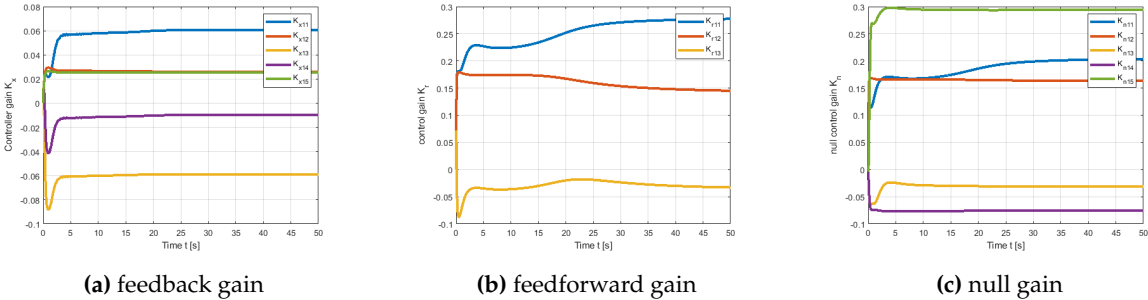 0.08
0.06
0.04
0.02
0
-0.02
-0.04
-0.06
-0.08
-0.1
Controller gain K_x
0 5 10 15 20 25 30 35 40 45 50
Time t [s]
K_x11
K_x12
K_x13
K_x14
K_x15
(a) feedback gain
0.3
0.25
0.2
0.15
0.1
0.05
0
-0.05
-0.1
control gain K_r
0 5 10 15 20 25 30 35 40 45 50
Time t [s]
K_r11
K_r12
K_r13
(b) feedforward gain
0.3
0.25
0.2
0.15
0.1
0.05
0
-0.05
-0.1
null control gain K_n
0 5 10 15 20 25 30 35 40 45 50
Time t [s]
K_n11
K_n12
K_n13
K_n14
K_n15
(c) null gain